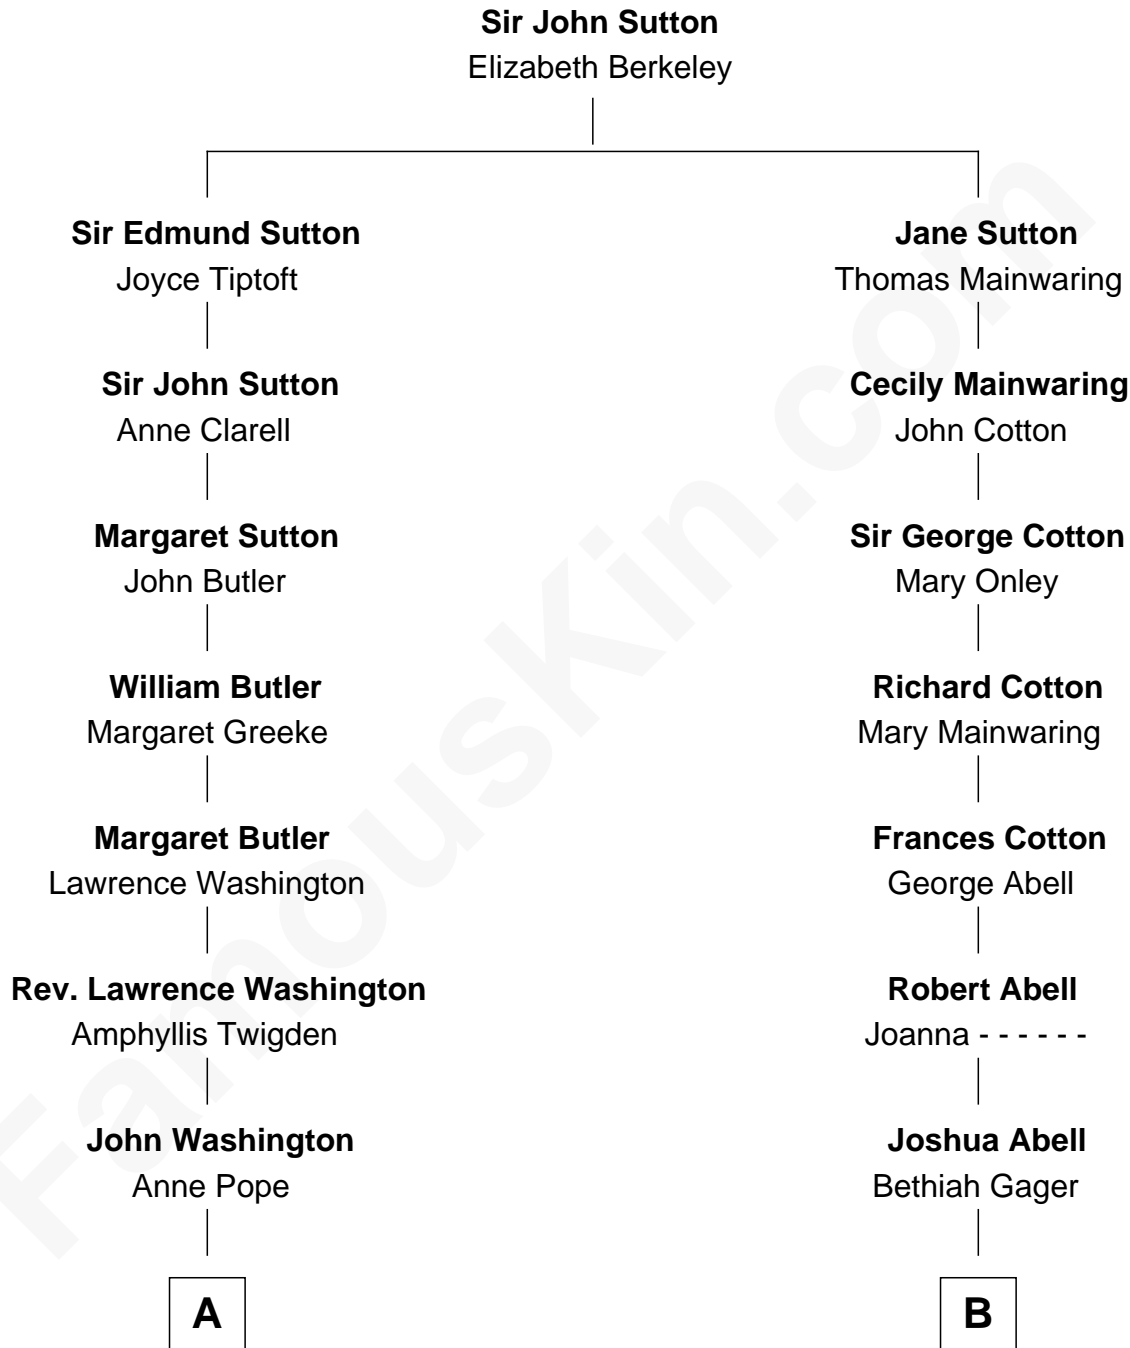 Sir John Sutton
Elizabeth Berkeley
Sir Edmund Sutton
Joyce Tiptoft
Jane Sutton
Thomas Mainwaring
Sir John Sutton
Anne Clarell
Cecily Mainwaring
John Cotton
Margaret Sutton
John Butler
Sir George Cotton
Mary Onley
William Butler
Margaret Greeke
Richard Cotton
Mary Mainwaring
Margaret Butler
Lawrence Washington
Frances Cotton
George Abell
Rev. Lawrence Washington
Amphyllis Twigden
Robert Abell
Joanna - - - - - -
John Washington
Anne Pope
Joshua Abell
Bethiah Gager
A
B
FamousKin.com